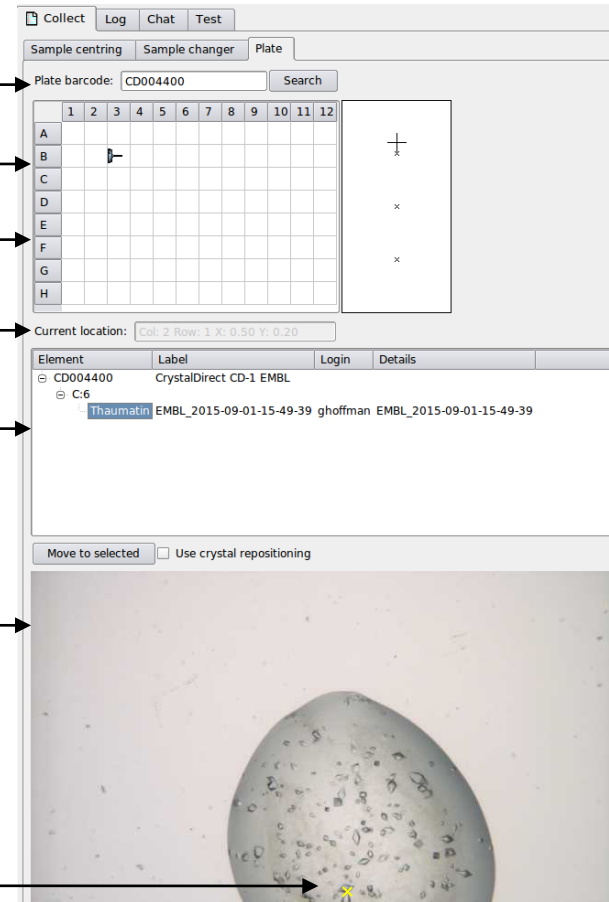 Collect Log Chat Test
Sample centring Sample changer Plate
Plate barcode: CD004400 Search
1 2 3 4 5 6 7 8 9 10 11 12
A
B
C
D
E
F
G
H
Current location: Col: 2 Row: 1 X: 0.50 Y: 0.20
Element Label Login Details
CD004400 CrystalDirect CD-1 EMBL
C:6
Thaumatin EMBL_2015-09-01-15-49-39 ghoffman EMBL_2015-09-01-15-49-39
Move to selected Use crystal repositioning